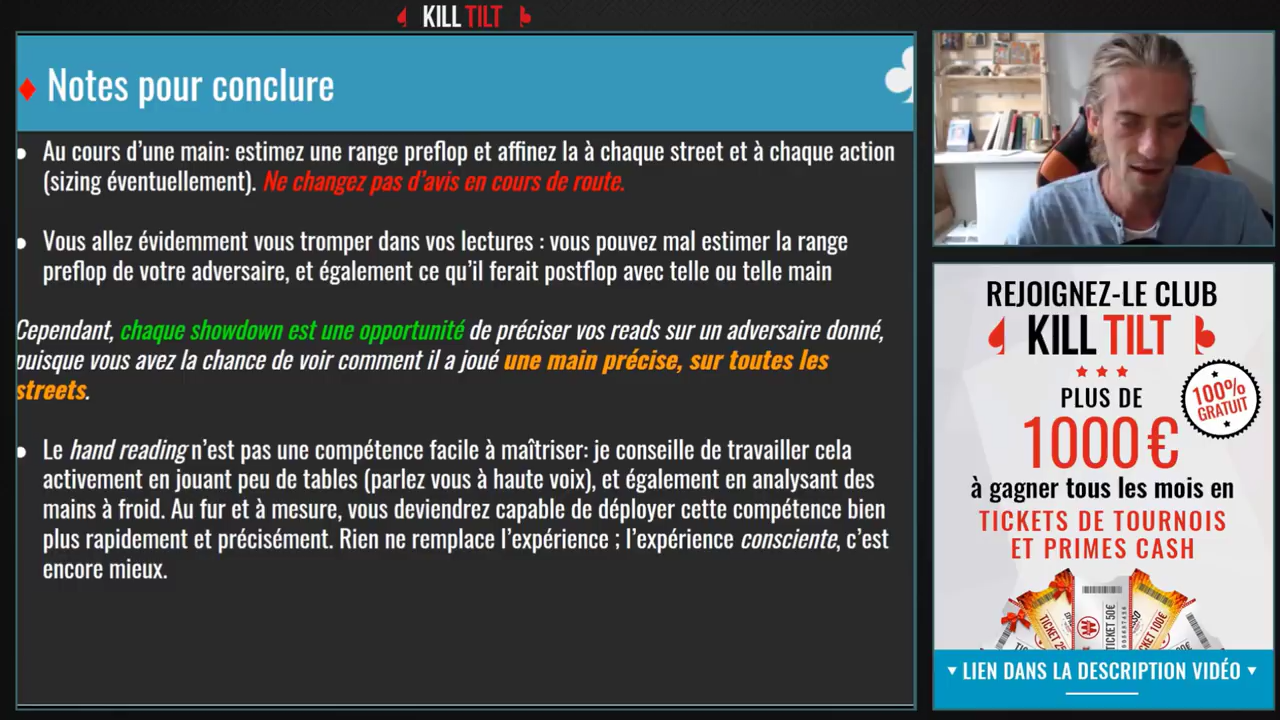 KILL TILT
Notes pour conclure
Au cours d'une main: estimez une range preflop et affinez la à chaque street et à chaque action
(sizing éventuellement). Ne changez pas d'avis en cours de route.
Vous allez évidemment vous tromper dans vos lectures : vous pouvez mal estimer la range
preflop de votre adversaire, et également ce qu'il ferait postflop avec telle ou telle main
Cependant, chaque showdown est une opportunité de préciser vos reads sur un adversaire donné,
puisque vous avez la chance de voir comment il a joué une main précise, sur toutes les
streets.
Le hand reading n'est pas une compétence facile à maîtriser: je conseille de travailler cela
activement en jouant peu de tables (parlez vous à haute voix), et également en analysant des
mains à froid. Au fur et à mesure, vous deviendrez capable de déployer cette compétence bien
plus rapidement et précisément. Rien ne remplace l'expérience ; l'expérience consciente, c'est
encore mieux.
REJOIGNEZ-LE CLUB
KILL TILT
PLUS DE
100%
GRATUIT
1000€
à gagner tous les mois en
TICKETS DE TOURNOIS
ET PRIMES CASH
TICKET 50€
TICKET 100€
LIEN DANS LA DESCRIPTION VIDÉO